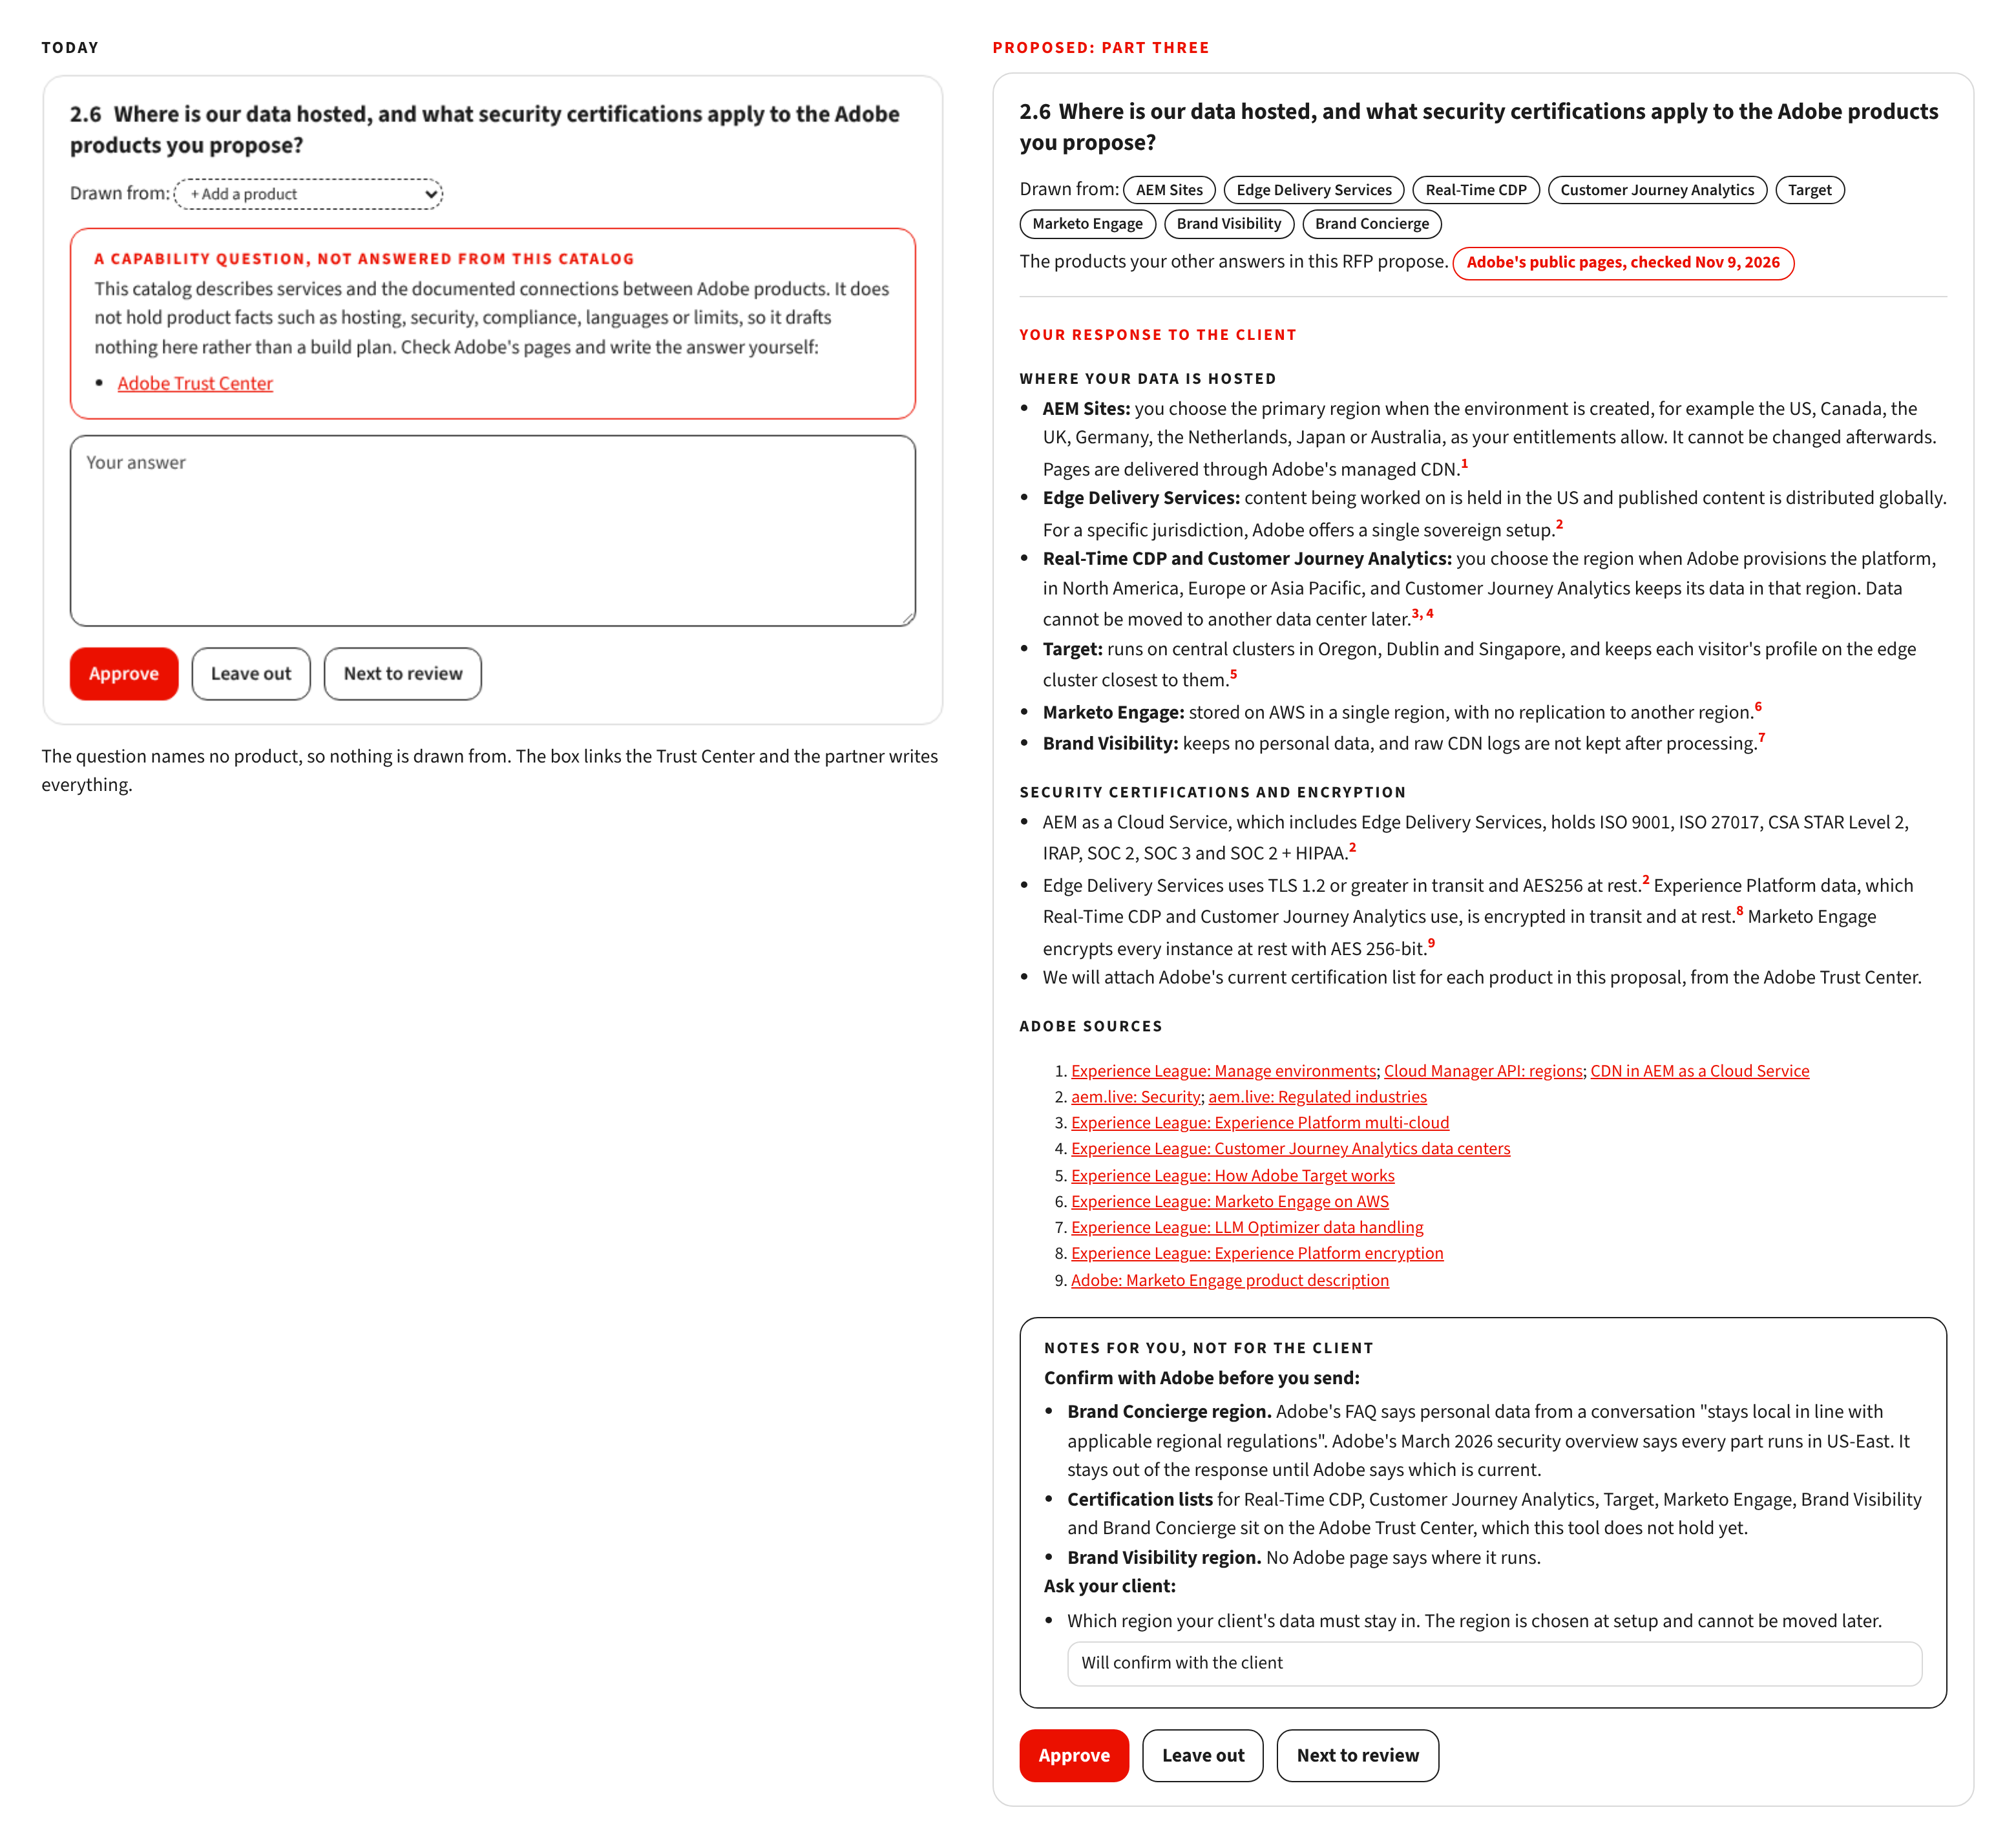 TODAY
2.6 Where is our data hosted, and what security certifications apply to the Adobe
products you propose?
Drawn from: + Add a product
A CAPABILITY QUESTION, NOT ANSWERED FROM THIS CATALOG
This catalog describes services and the documented connections between Adobe products. It does
not hold product facts such as hosting, security, compliance, languages or limits, so it drafts
nothing here rather than a build plan. Check Adobe's pages and write the answer yourself:
• Adobe Trust Center
Your answer
Approve Leave out Next to review
The question names no product, so nothing is drawn from. The box links the Trust Center and the partner writes
everything.
PROPOSED: PART THREE
2.6 Where is our data hosted, and what security certifications apply to the Adobe products
you propose?
Drawn from: AEM Sites Edge Delivery Services Real-Time CDP Customer Journey Analytics Target
Marketo Engage Brand Visibility Brand Concierge
The products your other answers in this RFP propose. Adobe's public pages, checked Nov 9, 2026
YOUR RESPONSE TO THE CLIENT
WHERE YOUR DATA IS HOSTED
• AEM Sites: you choose the primary region when the environment is created, for example the US, Canada, the
UK, Germany, the Netherlands, Japan or Australia, as your entitlements allow. It cannot be changed afterwards.
Pages are delivered through Adobe's managed CDN.1
• Edge Delivery Services: content being worked on is held in the US and published content is distributed globally.
For a specific jurisdiction, Adobe offers a single sovereign setup.2
• Real-Time CDP and Customer Journey Analytics: you choose the region when Adobe provisions the platform,
in North America, Europe or Asia Pacific, and Customer Journey Analytics keeps its data in that region. Data
cannot be moved to another data center later.3, 4
• Target: runs on central clusters in Oregon, Dublin and Singapore, and keeps each visitor's profile on the edge
cluster closest to them.5
• Marketo Engage: stored on AWS in a single region, with no replication to another region.6
• Brand Visibility: keeps no personal data, and raw CDN logs are not kept after processing.7
SECURITY CERTIFICATIONS AND ENCRYPTION
• AEM as a Cloud Service, which includes Edge Delivery Services, holds ISO 9001, ISO 27017, CSA STAR Level 2,
IRAP, SOC 2, SOC 3 and SOC 2 + HIPAA.2
• Edge Delivery Services uses TLS 1.2 or greater in transit and AES256 at rest.2 Experience Platform data, which
Real-Time CDP and Customer Journey Analytics use, is encrypted in transit and at rest.8 Marketo Engage
encrypts every instance at rest with AES 256-bit.9
• We will attach Adobe's current certification list for each product in this proposal, from the Adobe Trust Center.
ADOBE SOURCES
1. Experience League: Manage environments; Cloud Manager API: regions; CDN in AEM as a Cloud Service
2. aem.live: Security; aem.live: Regulated industries
3. Experience League: Experience Platform multi-cloud
4. Experience League: Customer Journey Analytics data centers
5. Experience League: How Adobe Target works
6. Experience League: Marketo Engage on AWS
7. Experience League: LLM Optimizer data handling
8. Experience League: Experience Platform encryption
9. Adobe: Marketo Engage product description
NOTES FOR YOU, NOT FOR THE CLIENT
Confirm with Adobe before you send:
• Brand Concierge region. Adobe's FAQ says personal data from a conversation "stays local in line with
applicable regional regulations". Adobe's March 2026 security overview says every part runs in US-East. It
stays out of the response until Adobe says which is current.
• Certification lists for Real-Time CDP, Customer Journey Analytics, Target, Marketo Engage, Brand Visibility
and Brand Concierge sit on the Adobe Trust Center, which this tool does not hold yet.
• Brand Visibility region. No Adobe page says where it runs.
Ask your client:
• Which region your client's data must stay in. The region is chosen at setup and cannot be moved later.
Will confirm with the client
Approve Leave out Next to review